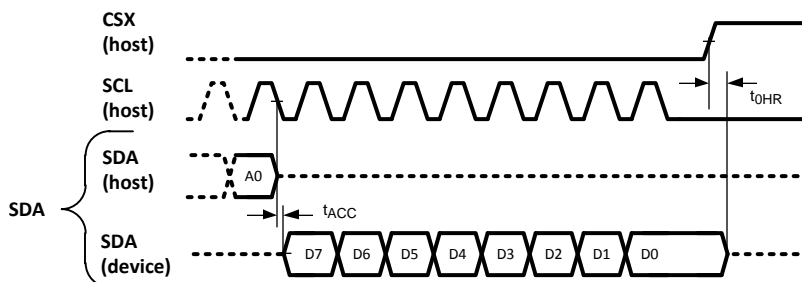 CSX
(host)
SCL
(host)
t0HR
SDA
(host)
A0
SDA
tACC
SDA
(device)
D7 D6 D5 D4 D3 D2 D1 D0